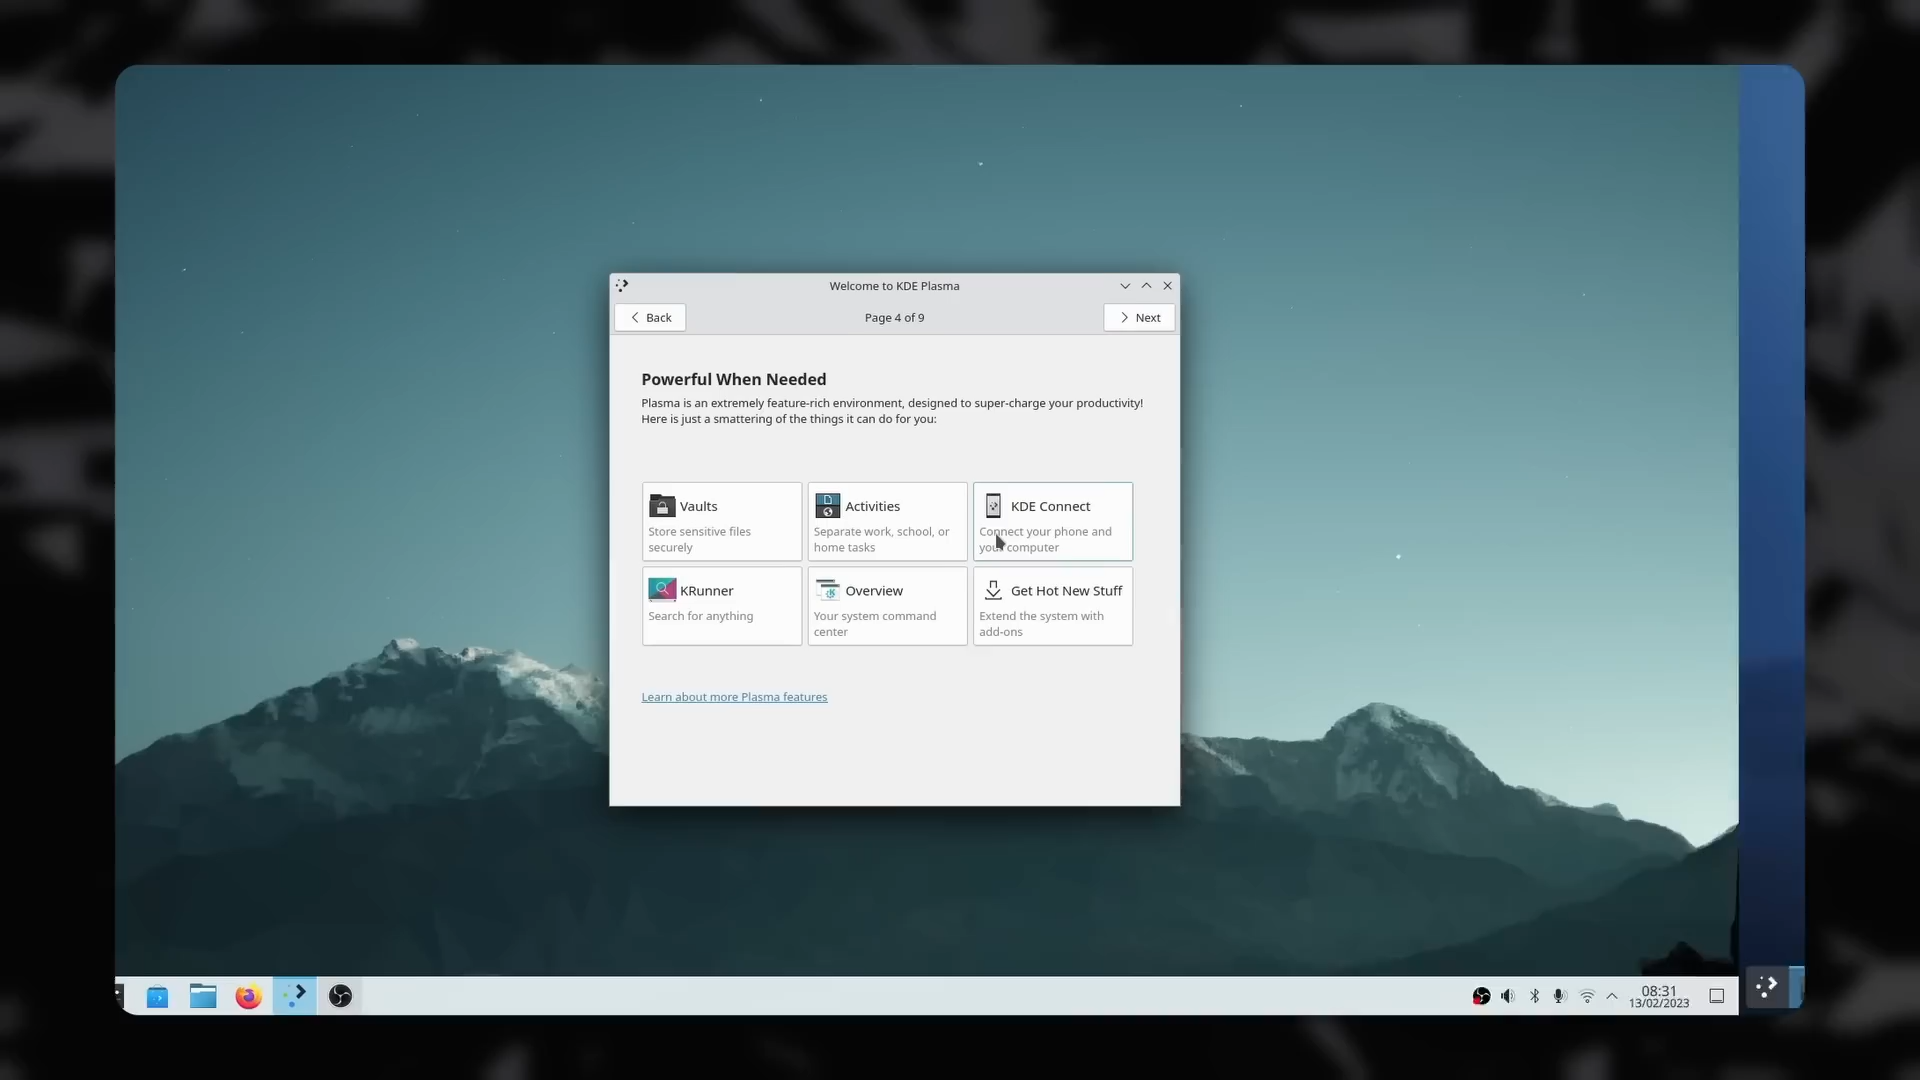 Welcome to KDE Plasma
Back
Page 4 of 9
Next
Powerful When Needed
Plasma is an extremely feature-rich environment, designed to super-charge your productivity!
Here is just a smattering of the things it can do for you:
Vaults
Store sensitive files
securely
Activities
Separate work, school, or
home tasks
KDE Connect
Connect your phone and
your computer
KRunner
Search for anything
Overview
Your system command
center
Get Hot New Stuff
Extend the system with
add-ons
Learn about more Plasma features
08:31
13/02/2023